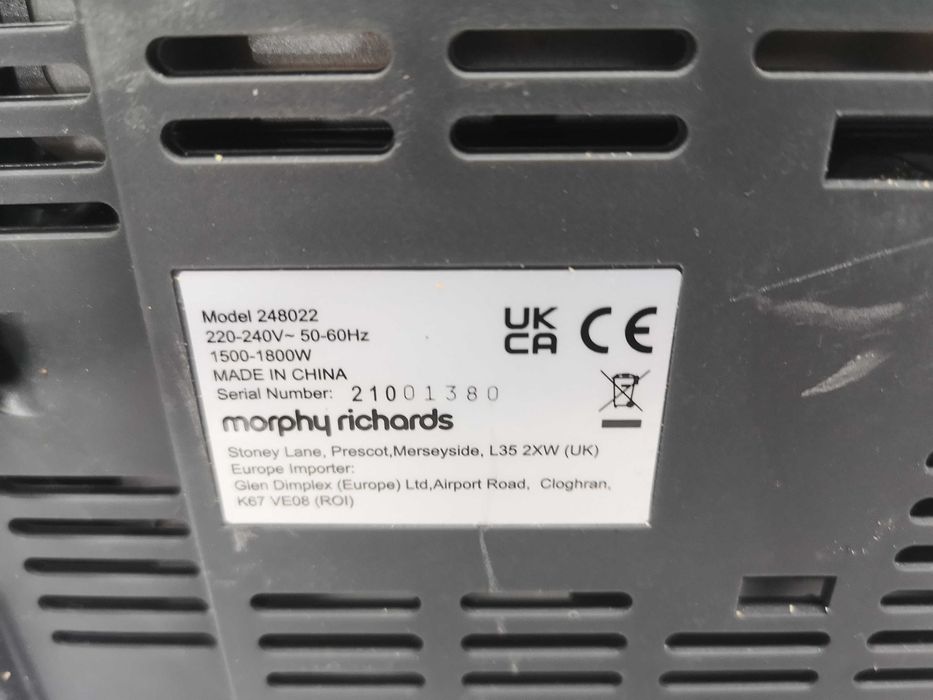 Model 248022
220-240V~ 50-60Hz
1500-1800W
MADE IN CHINA
Serial Number: 21001380
morphy richards
Stoney Lane, Prescot,Merseyside, L35 2XW (UK)
Europe Importer:
Glen Dimplex (Europe) Ltd,Airport Road, Cloghran,
K67 VE08 (ROI)
UK
CA
CE